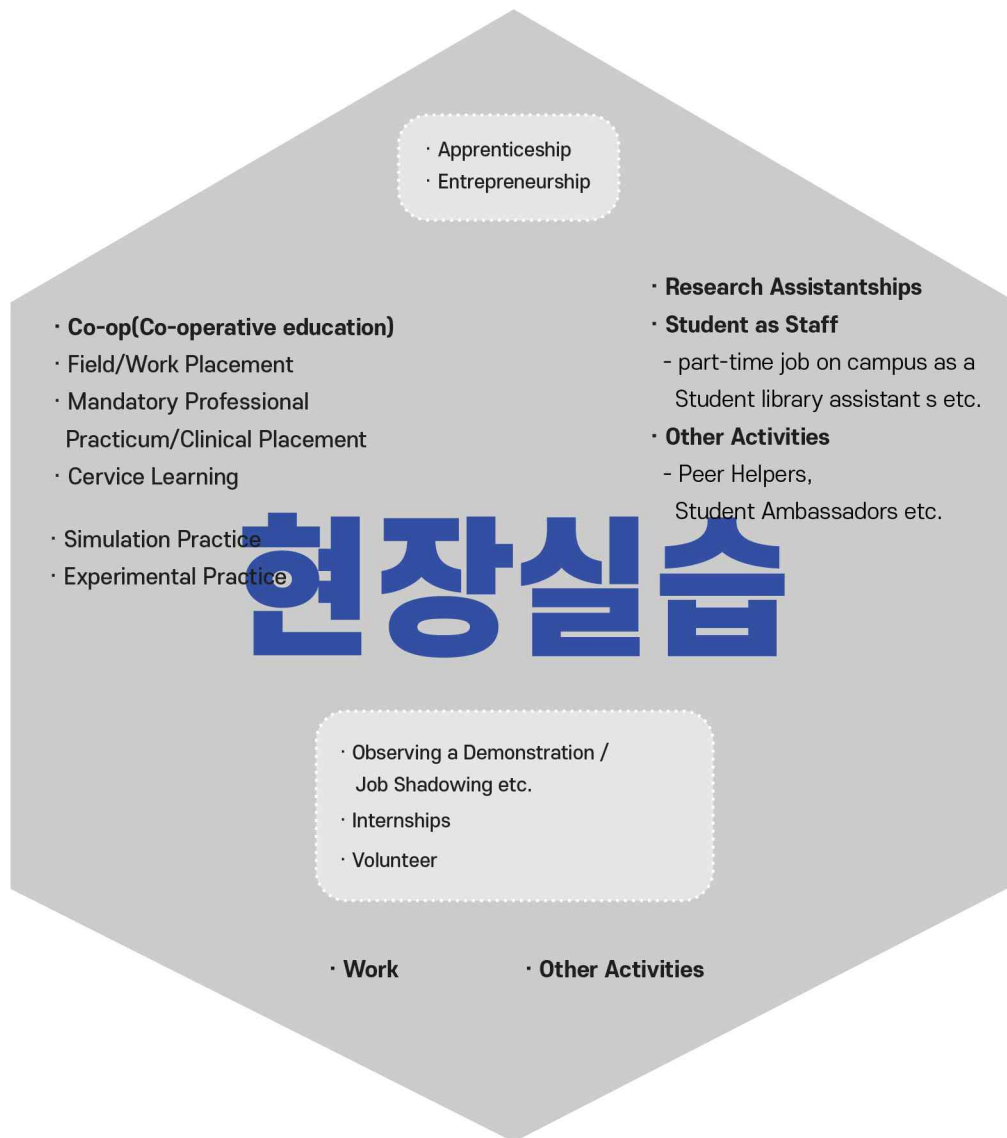 · Apprenticeship
· Entrepreneurship
· Co-op(Co-operative education)
· Field/Work Placement
· Mandatory Professional
Practicum/Clinical Placement
· Cervice Learning
· Simulation Practice
· Experimental Practice
· Research Assistantships
· Student as Staff
- part-time job on campus as a
Student library assistant s etc.
· Other Activities
- Peer Helpers,
Student Ambassadors etc.
현장실습
· Observing a Demonstration /
Job Shadowing etc.
· Internships
· Volunteer
· Work
· Other Activities